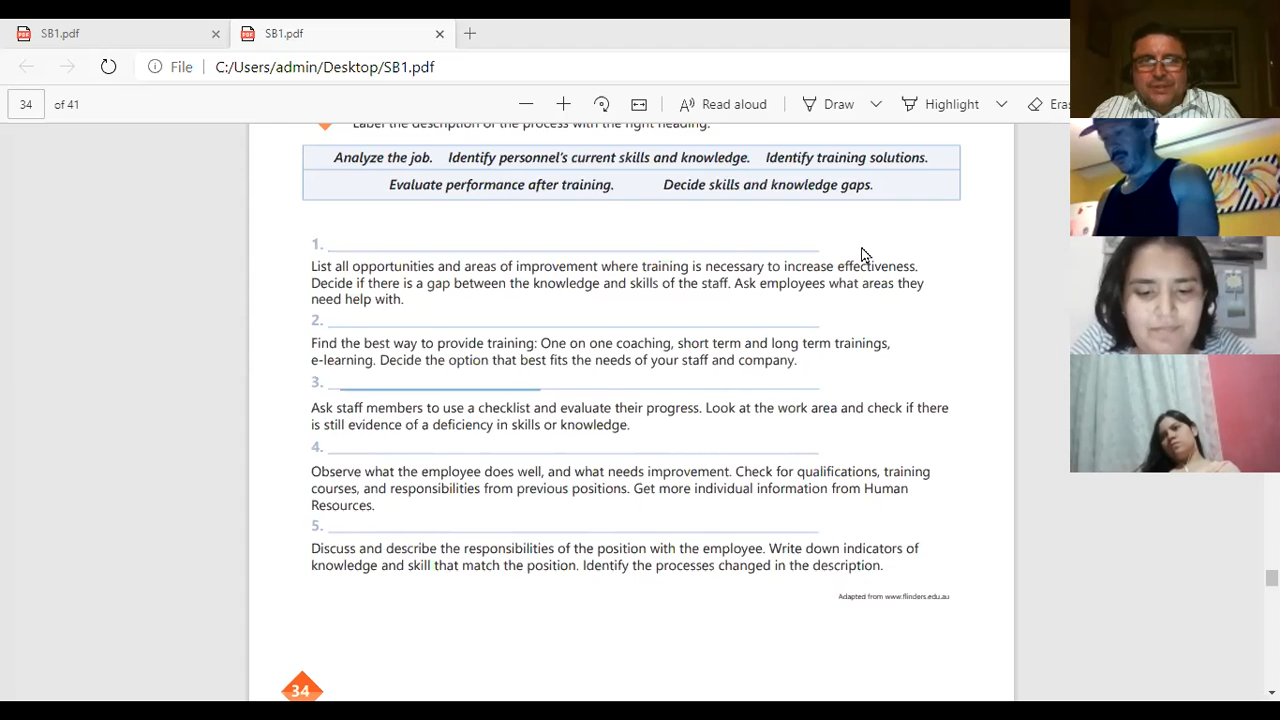 SB1.pdf
SB1.pdf
File
C:/Users/admin/Desktop/SB1.pdf
34 of 41
Read aloud
Draw
Highlight
the description of the process with the right heading.
Analyze the job. Identify personnel's current skills and knowledge. Identify training solutions.
Evaluate performance after training. Decide skills and knowledge gaps.
1.
List all opportunities and areas of improvement where training is necessary to increase effectiveness.
Decide if there is a gap between the knowledge and skills of the staff. Ask employees what areas they
need help with.
2.
Find the best way to provide training: One on one coaching, short term and long term trainings,
e-learning. Decide the option that best fits the needs of your staff and company.
3.
Ask staff members to use a checklist and evaluate their progress. Look at the work area and check if there
is still evidence of a deficiency in skills or knowledge.
4.
Observe what the employee does well, and what needs improvement. Check for qualifications, training
courses, and responsibilities from previous positions. Get more individual information from Human
Resources.
5.
Discuss and describe the responsibilities of the position with the employee. Write down indicators of
knowledge and skill that match the position. Identify the processes changed in the description.
Adapted from www.flinders.edu.au
34